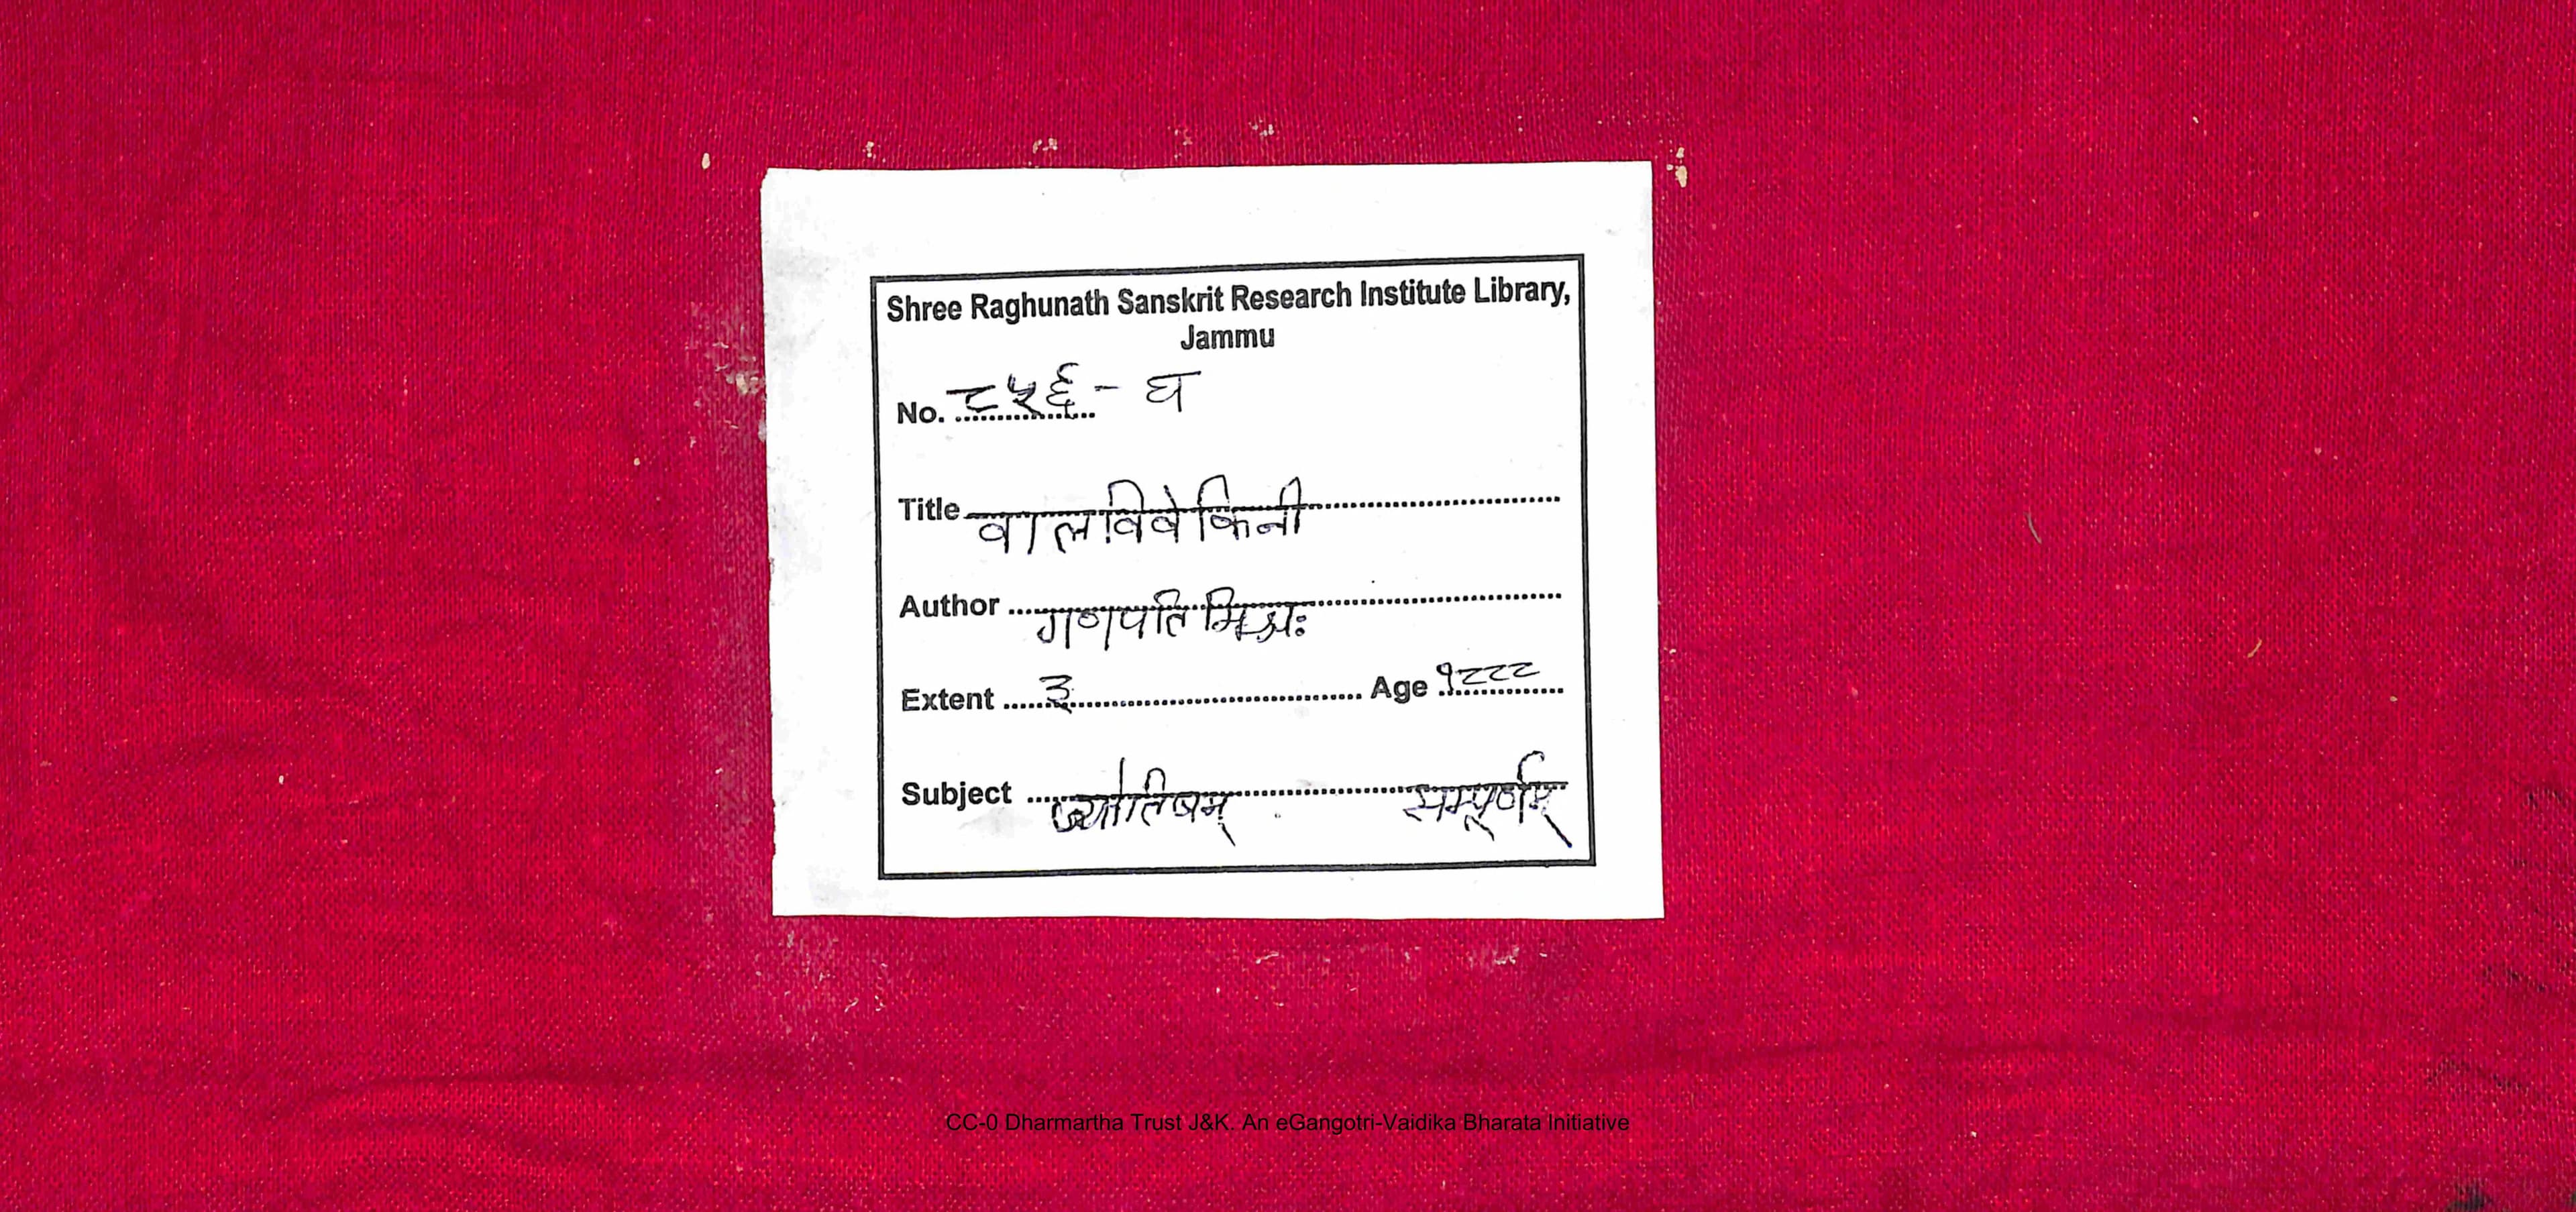 Shree Raghunath Sanskrit Research Institute Library,
Jammu
No. ८५६ - घ
Title वालविवेकिनी
Author गणपति मिश्रः
Extent ३ Age १८८८
Subject ज्योतिषम् सम्पूर्णम्
CC-0 Dharmartha Trust J&K. An eGangotri-Vaidika Bharata Initiative